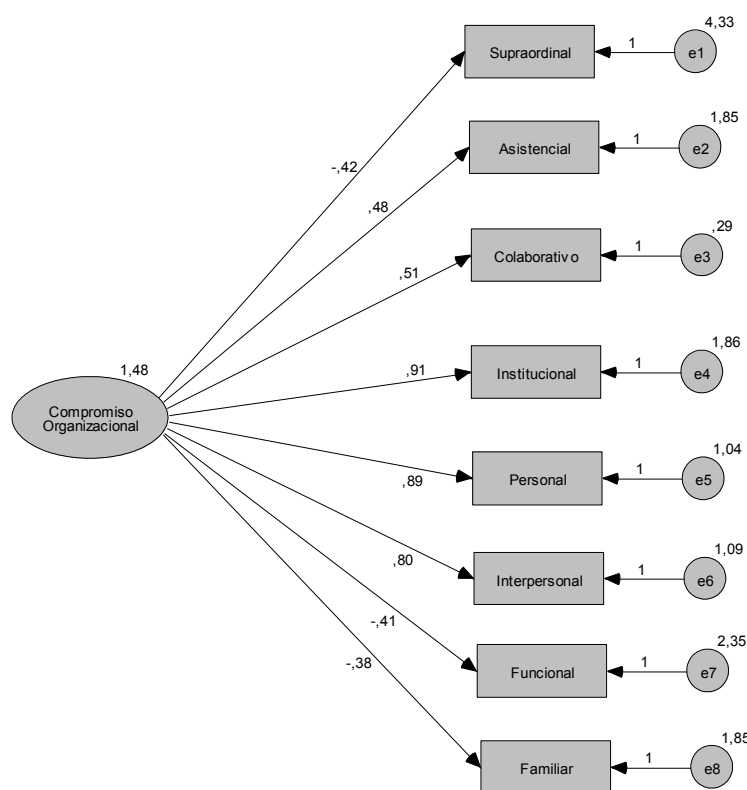 4,33
Supraordinal
1
e1
1,85
Asistencial
1
e2
-,42
,48
,29
Colaborativo
1
e3
,51
1,86
1,48
,91
Institucional
1
e4
Compromiso
Organizacional
1,04
,89
Personal
1
e5
1,09
,80
Interpersonal
1
e6
-,41
2,35
-,38
Funcional
1
e7
1,85
Familiar
1
e8